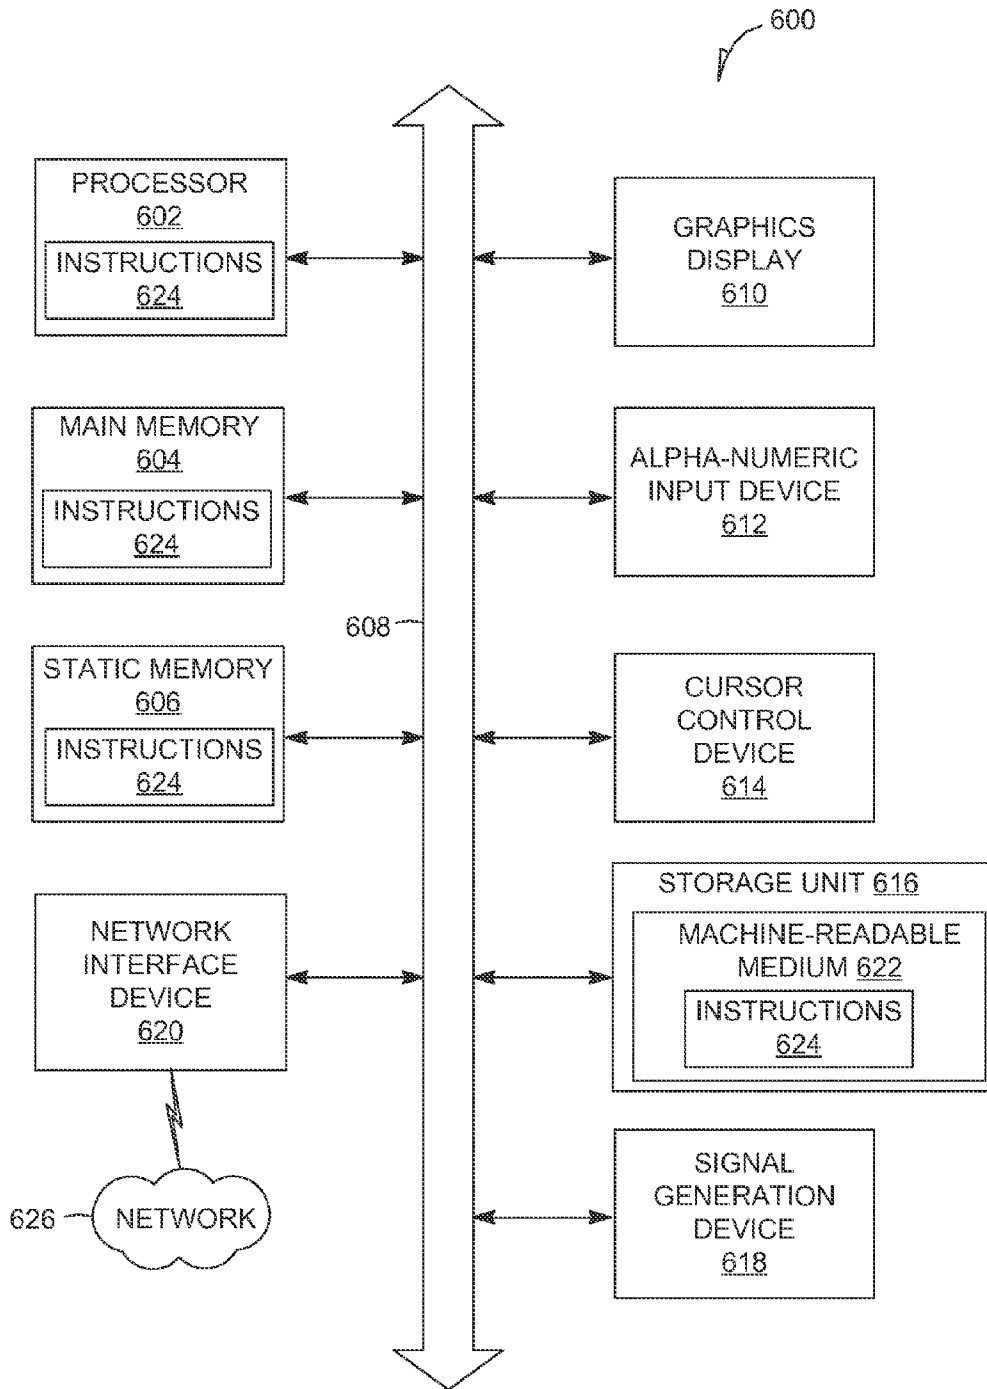 600
PROCESSOR
602
INSTRUCTIONS
624
GRAPHICS
DISPLAY
610
MAIN MEMORY
604
INSTRUCTIONS
624
ALPHA-NUMERIC
INPUT DEVICE
612
608
STATIC MEMORY
606
INSTRUCTIONS
624
CURSOR
CONTROL
DEVICE
614
NETWORK
INTERFACE
DEVICE
620
STORAGE UNIT 616
MACHINE-READABLE
MEDIUM 622
INSTRUCTIONS
624
626
NETWORK
SIGNAL
GENERATION
DEVICE
618